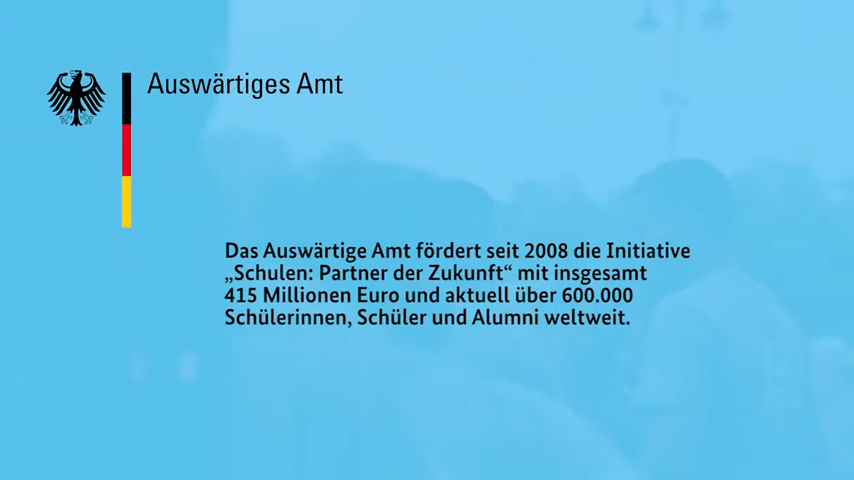 Auswärtiges Amt
Das Auswärtige Amt fördert seit 2008 die Initiative
„Schulen: Partner der Zukunft“ mit insgesamt
415 Millionen Euro und aktuell über 600.000
Schülerinnen, Schüler und Alumni weltweit.